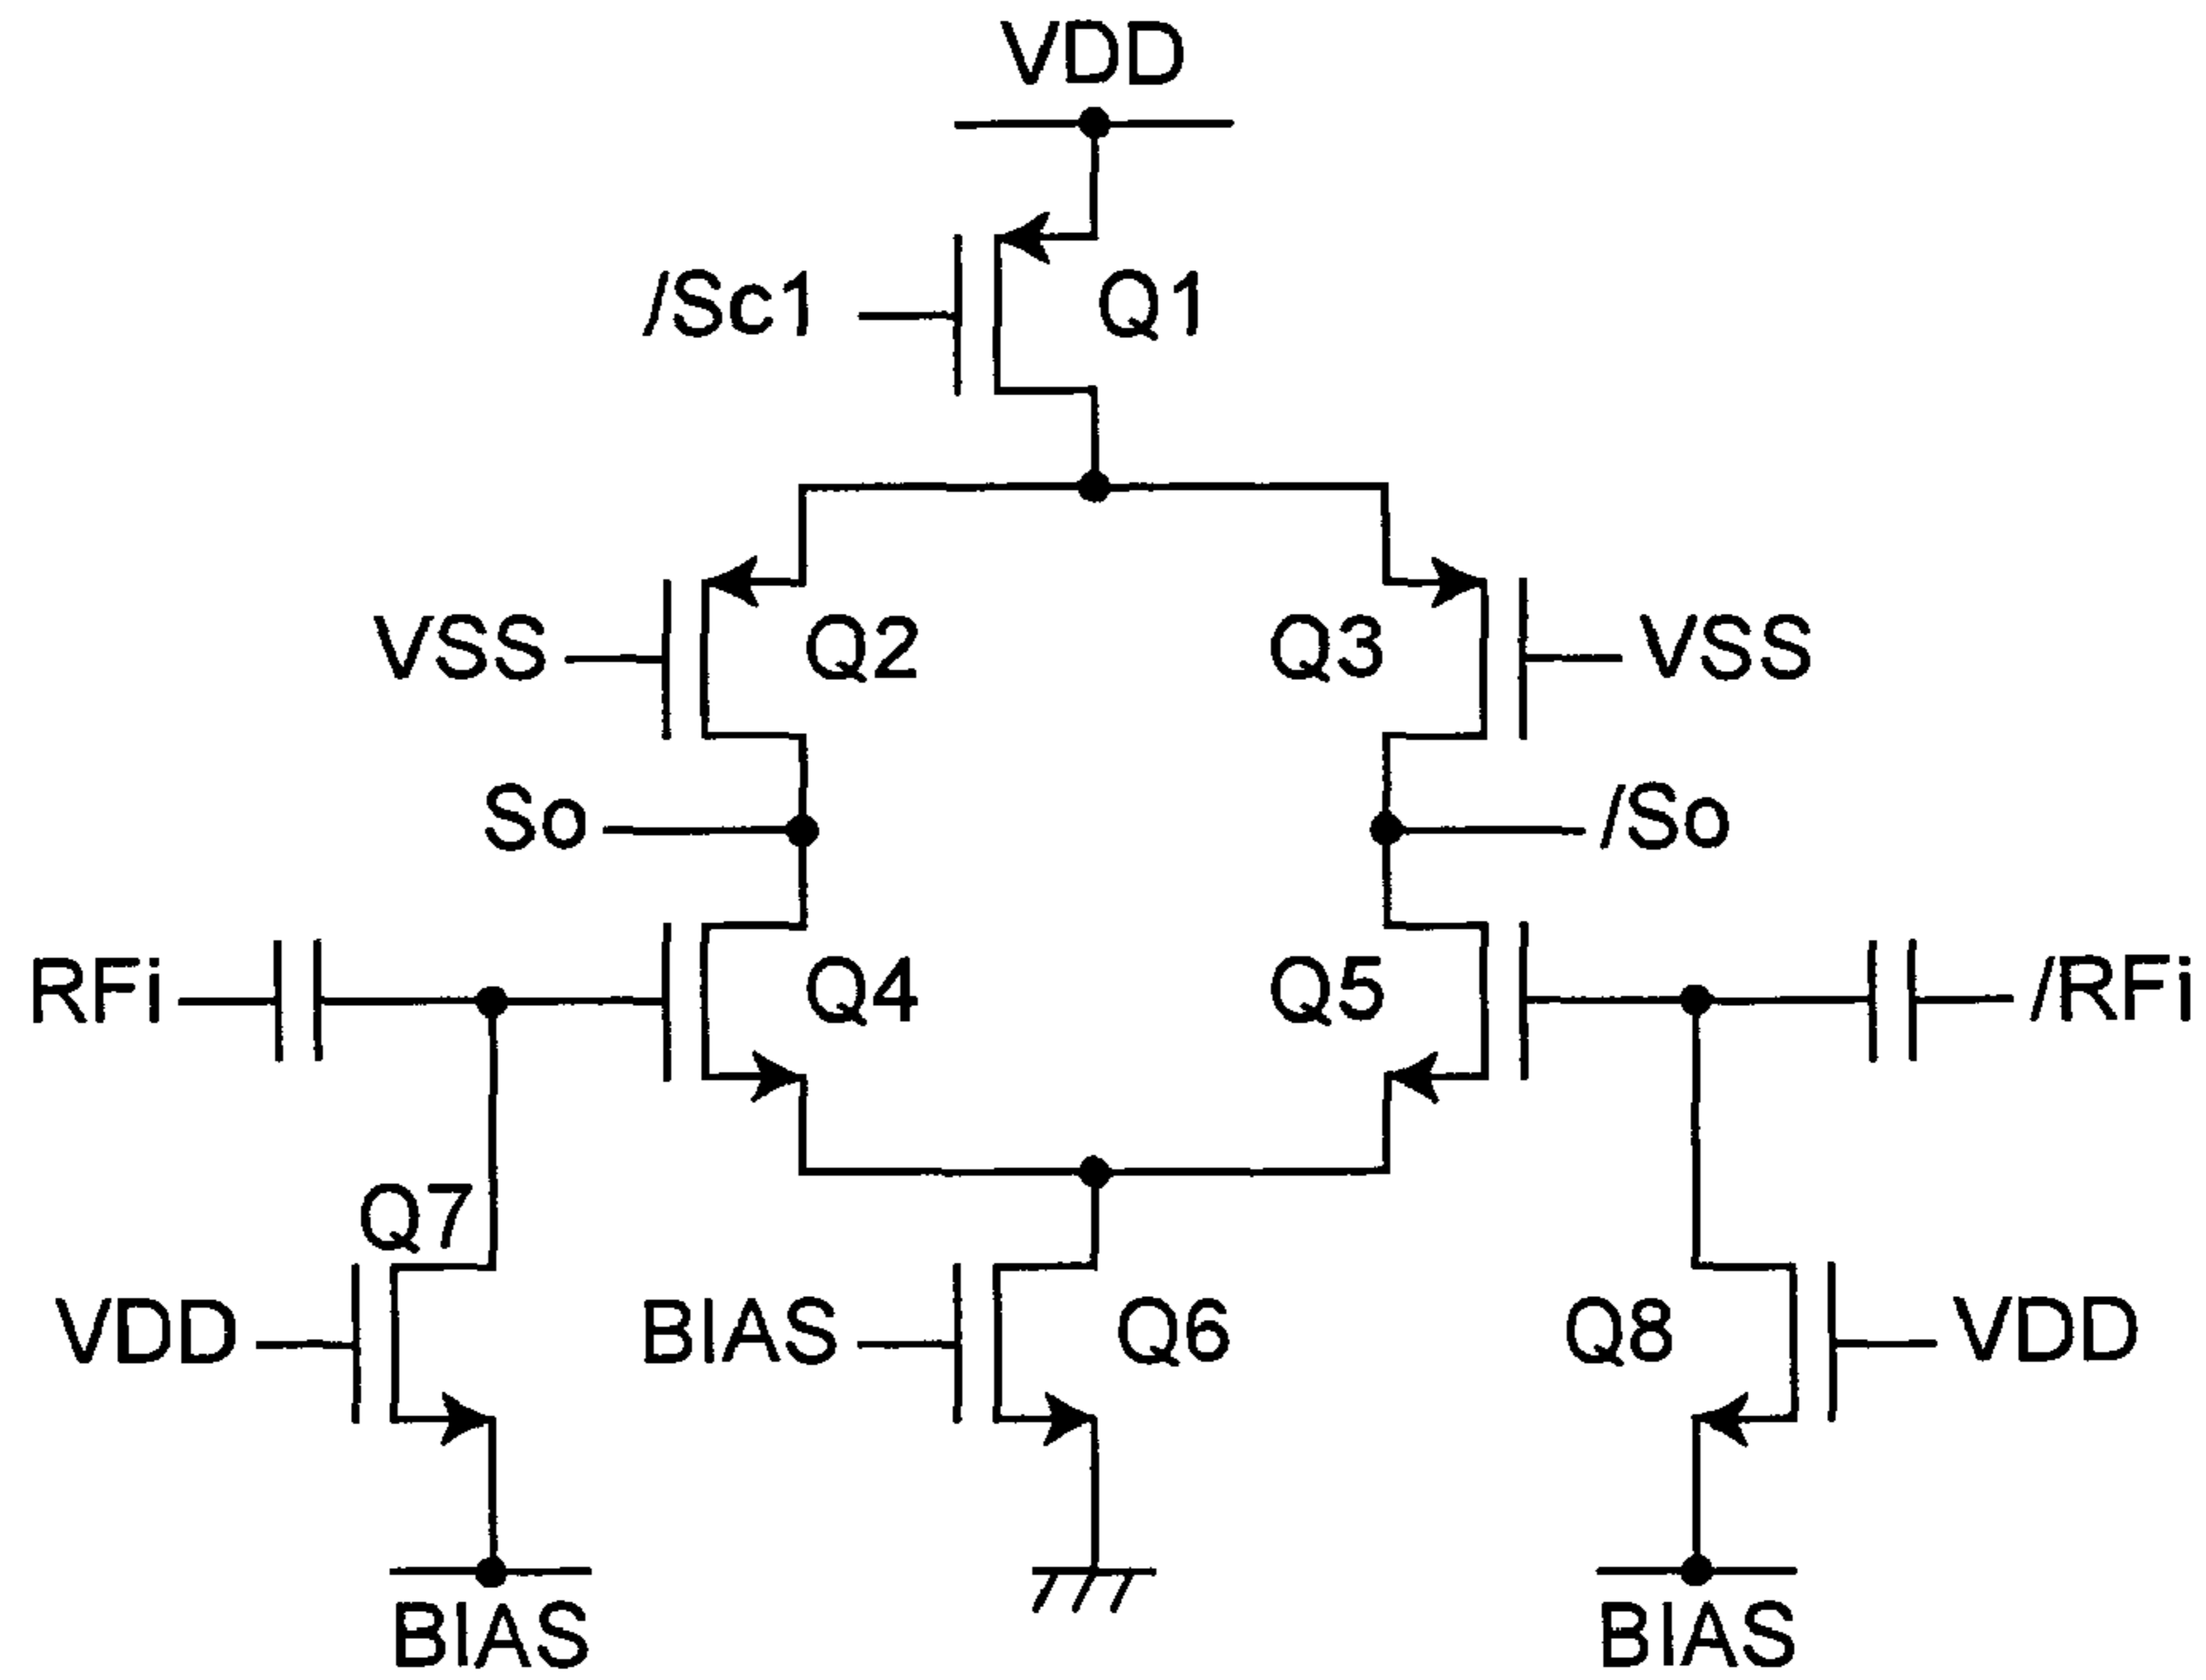 VDD
/Sc1 Q1
VSS Q2 Q3 VSS
So /So
RFi Q4 Q5 /RFi
Q7
VDD BIAS Q6 Q8 VDD
BIAS BIAS